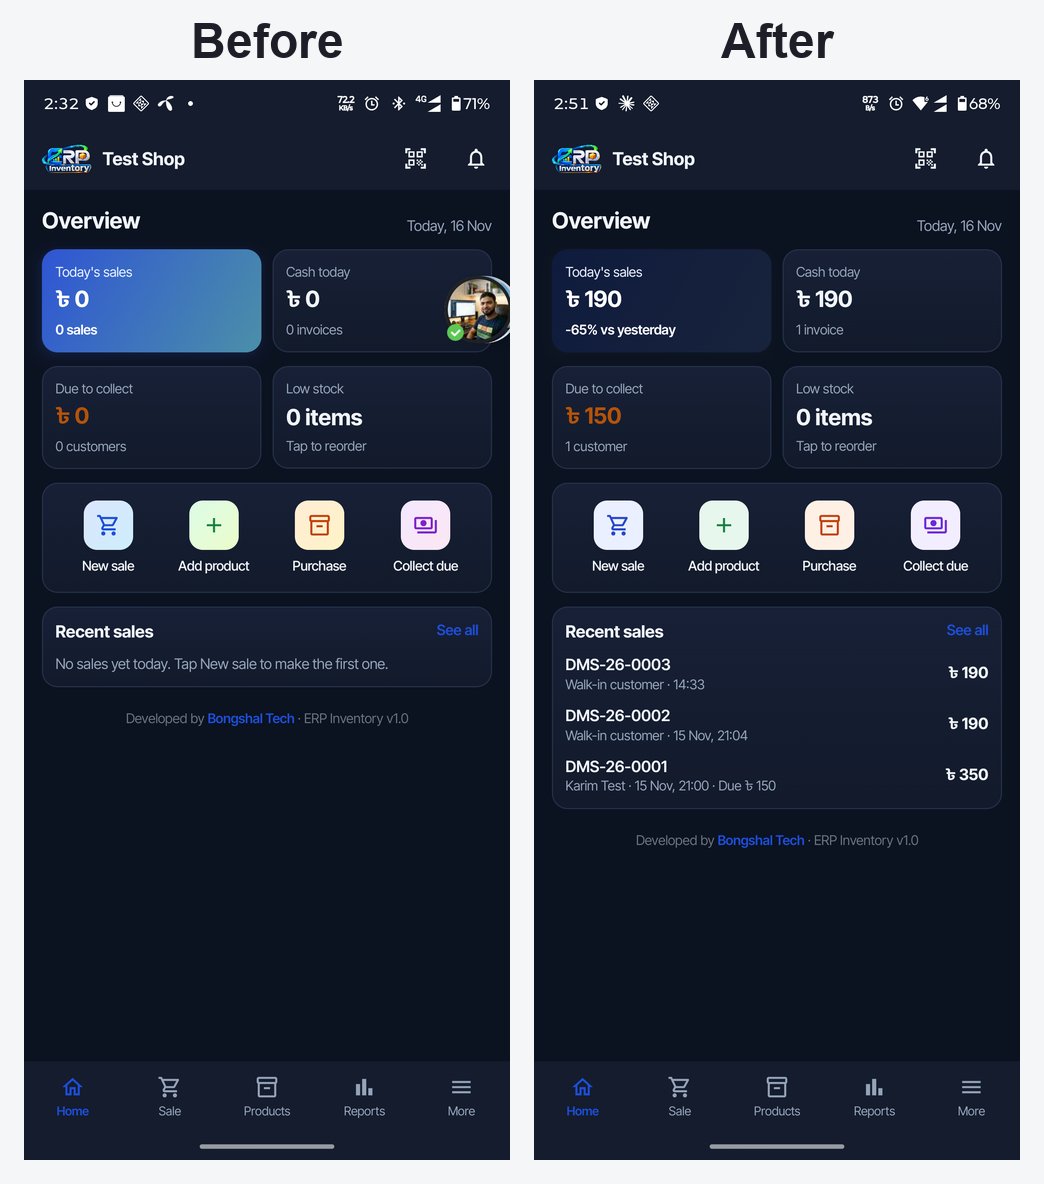 Before
After
2:32
72.2 KB/s
4G
71%
ERP Inventory
Test Shop
Overview
Today, 16 Nov
Today's sales
৳ 0
0 sales
Cash today
৳ 0
0 invoices
Due to collect
৳ 0
0 customers
Low stock
0 items
Tap to reorder
New sale
Add product
Purchase
Collect due
Recent sales
See all
No sales yet today. Tap New sale to make the first one.
Developed by Bongshal Tech · ERP Inventory v1.0
Home
Sale
Products
Reports
More
2:51
873 B/s
6
68%
ERP Inventory
Test Shop
Overview
Today, 16 Nov
Today's sales
৳ 190
-65% vs yesterday
Cash today
৳ 190
1 invoice
Due to collect
৳ 150
1 customer
Low stock
0 items
Tap to reorder
New sale
Add product
Purchase
Collect due
Recent sales
See all
DMS-26-0003
৳ 190
Walk-in customer · 14:33
DMS-26-0002
৳ 190
Walk-in customer · 15 Nov, 21:04
DMS-26-0001
৳ 350
Karim Test · 15 Nov, 21:00 · Due ৳ 150
Developed by Bongshal Tech · ERP Inventory v1.0
Home
Sale
Products
Reports
More